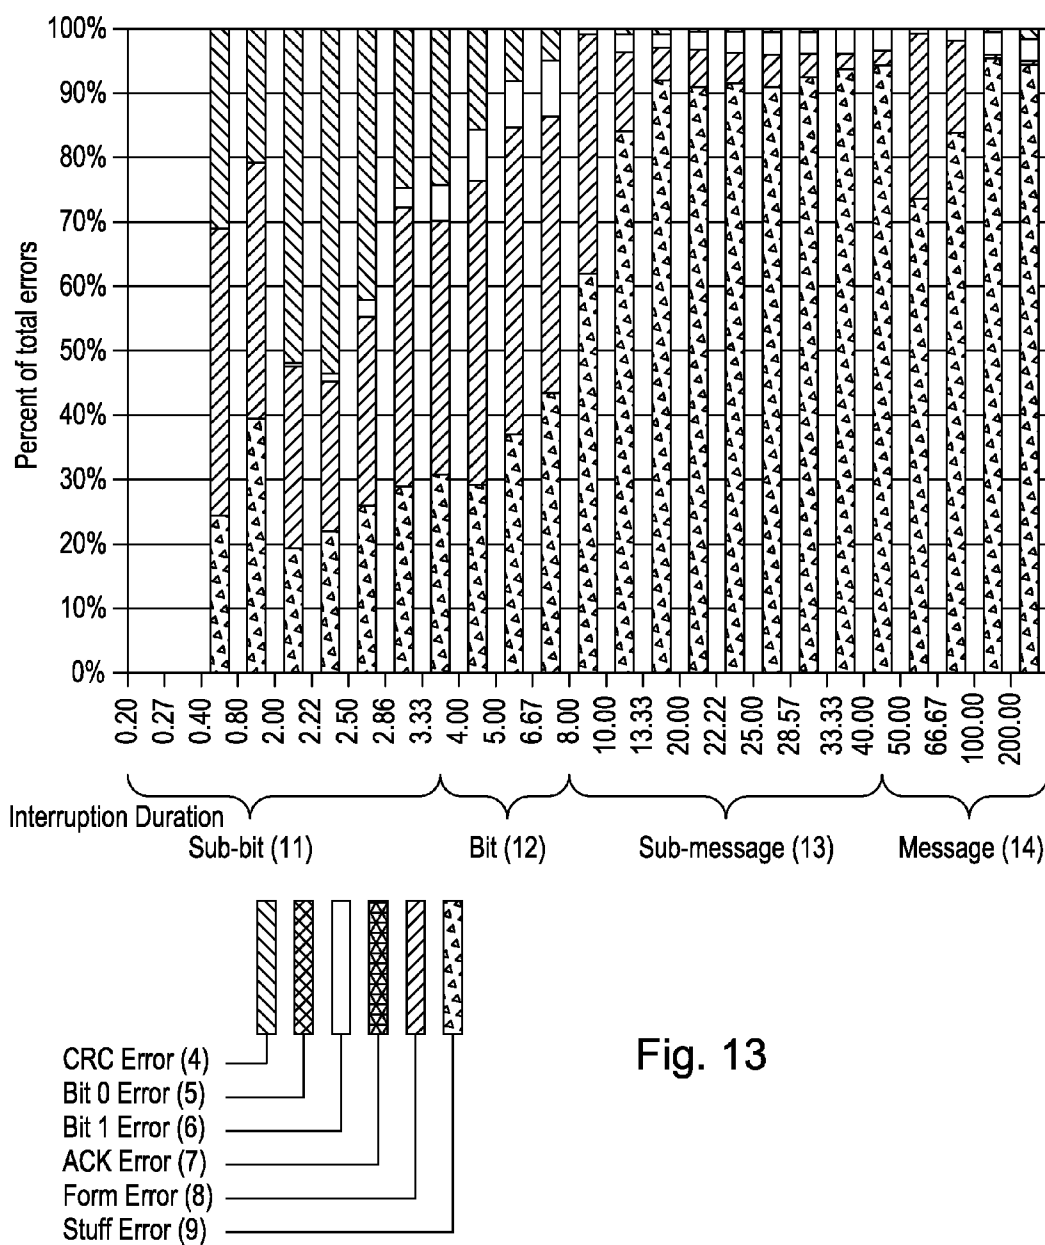 100%
90%
80%
70%
60%
50%
40%
30%
20%
10%
0%
Percent of total errors
0.20
0.27
0.40
0.80
2.00
2.22
2.50
2.86
3.33
4.00
5.00
6.67
8.00
10.00
13.33
20.00
22.22
25.00
28.57
33.33
40.00
50.00
66.67
100.00
200.00
Interruption Duration
Sub-bit (11)
Bit (12)
Sub-message (13)
Message (14)
CRC Error (4)
Bit 0 Error (5)
Bit 1 Error (6)
ACK Error (7)
Form Error (8)
Stuff Error (9)
Fig. 13